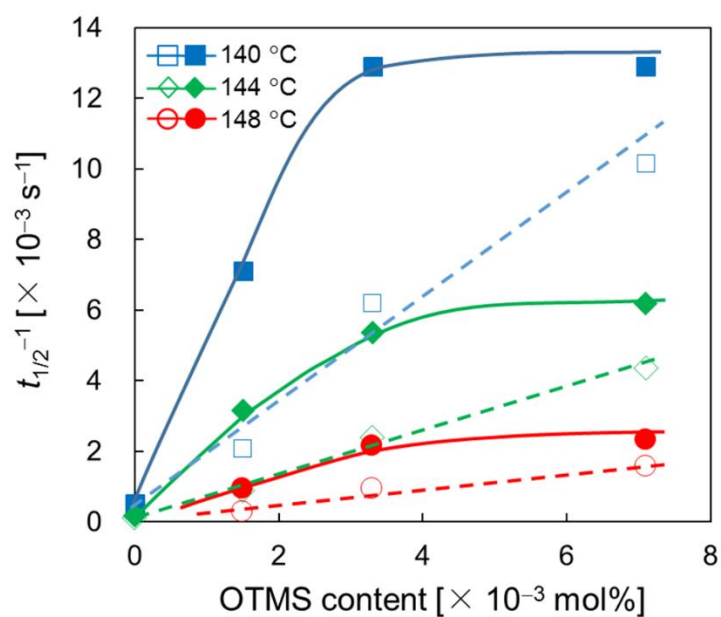 14
12
10
8
6
4
2
0
140 °C
144 °C
148 °C
t1/2−1 [× 10−3 s−1]
0 2 4 6 8
OTMS content [× 10−3 mol%]